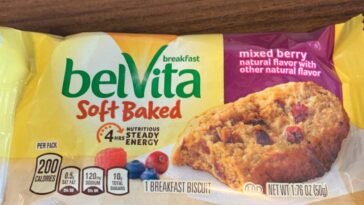 breakfast
belVita
Soft Baked
mixed berry
natural flavor with
other natural flavor
4 HRS NUTRITIOUS
STEADY
ENERGY
PER PACK
200
CALORIES
0.5g
SAT FAT
120mg
SODIUM
10g
TOTAL
SUGARS
1 BREAKFAST BISCUIT
NET WT 1.76 OZ (50g)